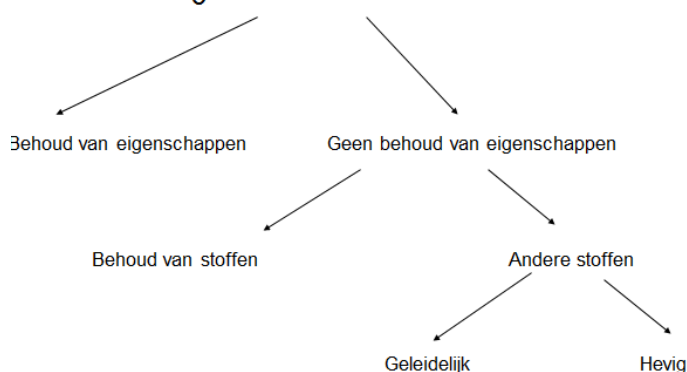 Behoud van eigenschappen
Geen behoud van eigenschappen
Behoud van stoffen
Andere stoffen
Geleidelijk
Hevig